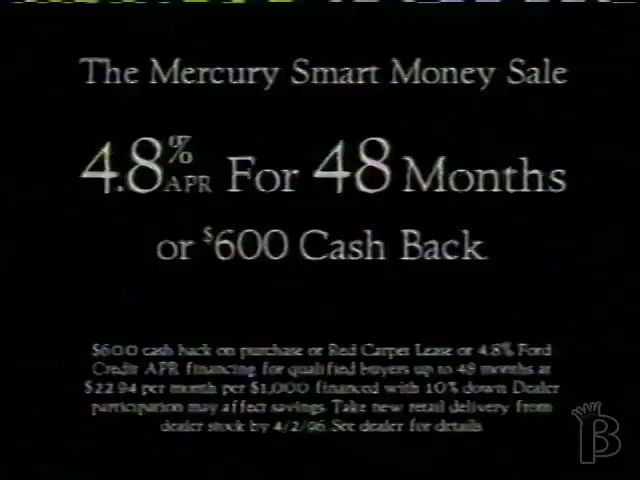 The Mercury Smart Money Sale
4.8% APR For 48 Months
or $600 Cash Back
$600 cash back on purchase or Red Carpet Lease or 4.8% Ford
Credit APR financing for qualified buyers up to 48 months at
$22.94 per month per $1,000 financed with 10% down. Dealer
participation may affect savings. Take new retail delivery from
dealer stock by 4/2/96. See dealer for details.
B